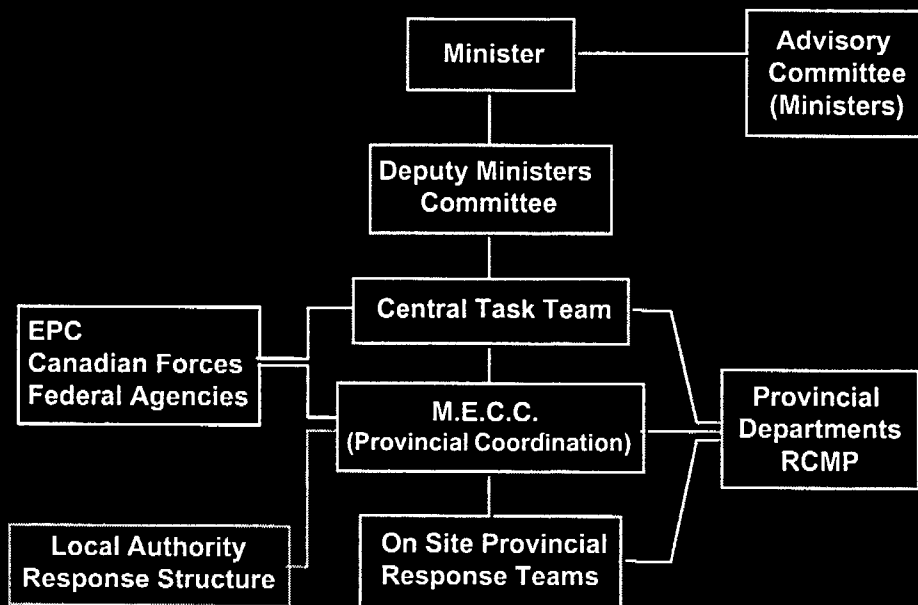 Minister
Advisory
Committee
(Ministers)
Deputy Ministers
Committee
Central Task Team
EPC
Canadian Forces
Federal Agencies
M.E.C.C.
(Provincial Coordination)
Provincial
Departments
RCMP
Local Authority
Response Structure
On Site Provincial
Response Teams